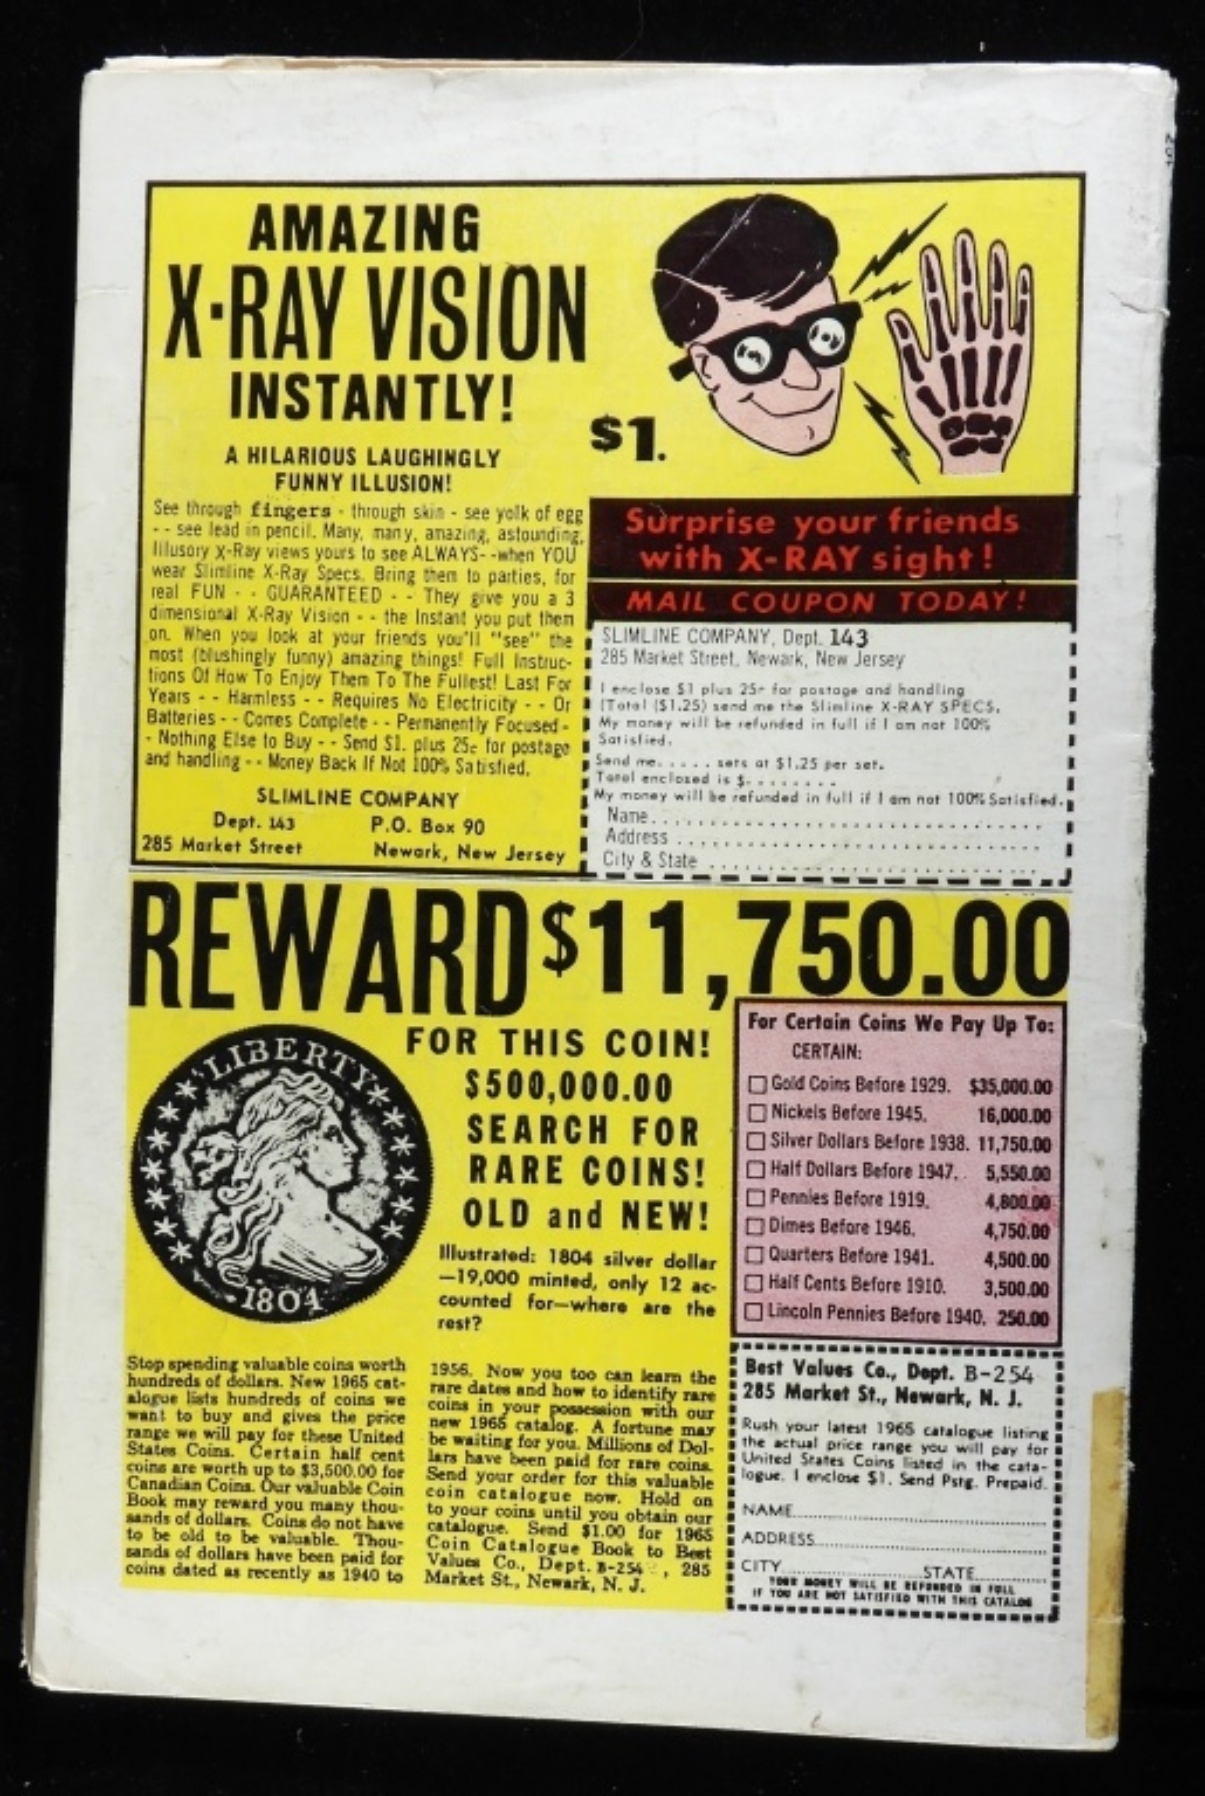 AMAZING
X-RAY VISION
INSTANTLY!
A HILARIOUS LAUGHINGLY
FUNNY ILLUSION!
See through fingers - through skin - see yolk of egg
- - see lead in pencil. Many, many, amazing, astounding,
Illusory X-Ray views yours to see ALWAYS- -when YOU
wear Slimline X-Ray Specs. Bring them to parties, for
real FUN - - GUARANTEED - - They give you a 3
dimensional X-Ray Vision - - the Instant you put them
on. When you look at your friends you'll "see" the
most (blushingly funny) amazing things! Full Instruc-
tions Of How To Enjoy Them To The Fullest! Last For
Years - - Harmless - - Requires No Electricity - - Or
Batteries - - Comes Complete - - Permanently Focused -
- Nothing Else to Buy - - Send $1. plus 25c for postage
and handling - - Money Back If Not 100% Satisfied.
SLIMLINE COMPANY
Dept. 143 P.O. Box 90
285 Market Street Newark, New Jersey
$1.
Surprise your friends
with X-RAY sight!
MAIL COUPON TODAY!
SLIMLINE COMPANY, Dept. 143
285 Market Street, Newark, New Jersey
I enclose $1 plus 25c for postage and handling
(Total ($1.25) send me the Slimline X-RAY SPECS.
My money will be refunded in full if I am not 100%
Satisfied.
Send me..... sets at $1.25 per set.
Total enclosed is $........
My money will be refunded in full if I am not 100% Satisfied.
Name
Address
City & State
REWARD $11,750.00
LIBERTY
1804
FOR THIS COIN!
$500,000.00
SEARCH FOR
RARE COINS!
OLD and NEW!
Illustrated: 1804 silver dollar
—19,000 minted, only 12 ac-
counted for—where are the
rest?
For Certain Coins We Pay Up To:
CERTAIN:
Gold Coins Before 1929. $35,000.00
Nickels Before 1945. 16,000.00
Silver Dollars Before 1938. 11,750.00
Half Dollars Before 1947. 5,550.00
Pennies Before 1919. 4,800.00
Dimes Before 1946. 4,750.00
Quarters Before 1941. 4,500.00
Half Cents Before 1910. 3,500.00
Lincoln Pennies Before 1940. 250.00
Stop spending valuable coins worth
hundreds of dollars. New 1965 cat-
alogue lists hundreds of coins we
want to buy and gives the price
range we will pay for these United
States Coins. Certain half cent
coins are worth up to $3,500.00 for
Canadian Coins. Our valuable Coin
Book may reward you many thou-
sands of dollars. Coins do not have
to be old to be valuable. Thou-
sands of dollars have been paid for
coins dated as recently as 1940 to
1956. Now you too can learn the
rare dates and how to identify rare
coins in your possession with our
new 1965 catalog. A fortune may
be waiting for you. Millions of Dol-
lars have been paid for rare coins.
Send your order for this valuable
coin catalogue now. Hold on
to your coins until you obtain our
catalogue. Send $1.00 for 1965
Coin Catalogue Book to Best
Values Co., Dept. B-254 , 285
Market St., Newark, N. J.
Best Values Co., Dept. B-254
285 Market St., Newark, N. J.
Rush your latest 1965 catalogue listing
the actual price range you will pay for
United States Coins listed in the cata-
logue. I enclose $1. Send Pstg. Prepaid.
NAME
ADDRESS
CITY STATE
YOUR MONEY WILL BE REFUNDED IN FULL
IF YOU ARE NOT SATISFIED WITH THIS CATALOG